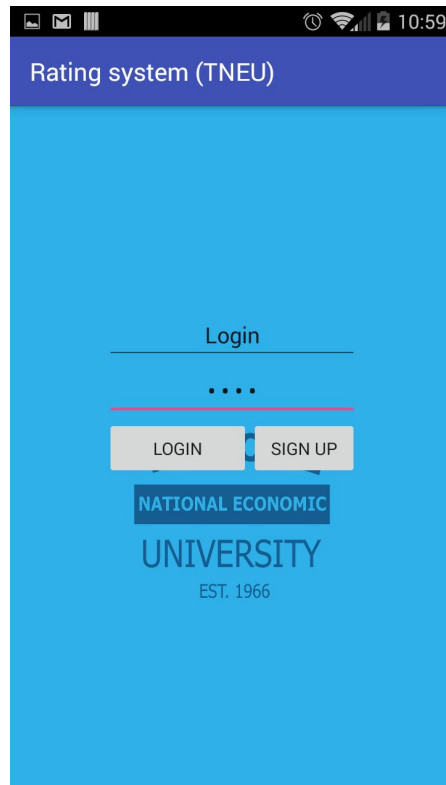 10:59
Rating system (TNEU)
Login
••••
LOGIN SIGN UP
NATIONAL ECONOMIC
UNIVERSITY
EST. 1966